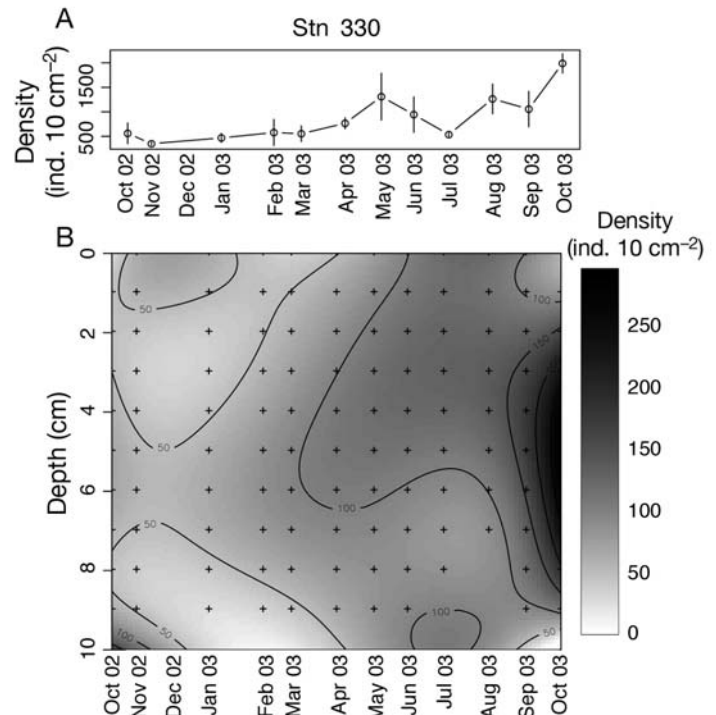 A
Stn 330
Density
(ind. 10 cm⁻²)
1500
500
Oct 02
Nov 02
Dec 02
Jan 03
Feb 03
Mar 03
Apr 03
May 03
Jun 03
Jul 03
Aug 03
Sep 03
Oct 03
B
Density
(ind. 10 cm⁻²)
Depth (cm)
0
2
4
6
8
10
50
50
50
50
100
100
100
100
150
50
250
200
150
100
50
0
Oct 02
Nov 02
Dec 02
Jan 03
Feb 03
Mar 03
Apr 03
May 03
Jun 03
Jul 03
Aug 03
Sep 03
Oct 03